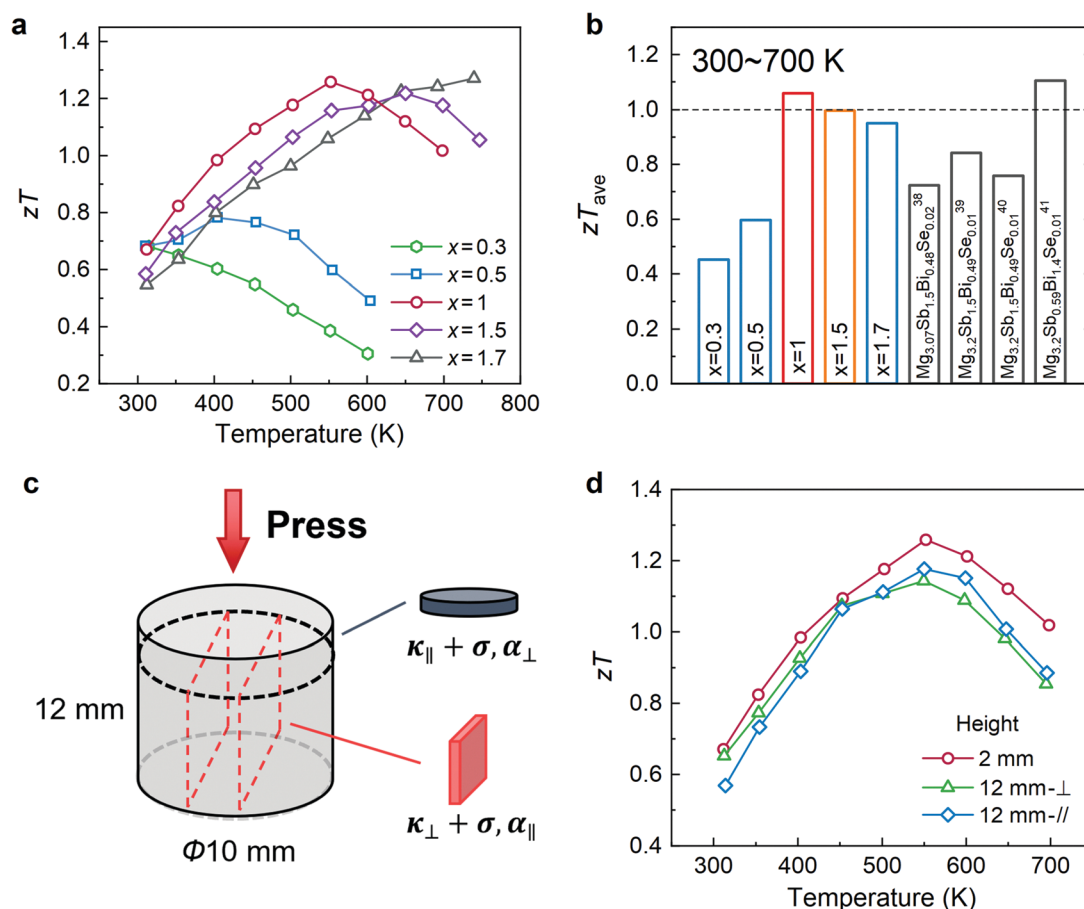 a
1.4
1.2
1.0
0.8
0.6
0.4
0.2
zT
300 400 500 600 700 800
Temperature (K)
x = 0.3
x = 0.5
x = 1
x = 1.5
x = 1.7
b
300~700 K
1.2
1.0
0.8
0.6
0.4
0.2
0.0
zTave
x=0.3
x=0.5
x=1
x=1.5
x=1.7
Mg3.07Sb1.5Bi0.48Se0.02 38
Mg3.2Sb1.5Bi0.49Se0.01 39
Mg3.2Sb1.5Bi0.49Se0.01 40
Mg3.2Sb0.59Bi1.4Se0.01 41
c
Press
12 mm
Φ10 mm
κ∥ + σ, α⊥
κ⊥ + σ, α∥
d
1.4
1.2
1.0
0.8
0.6
0.4
zT
Height
2 mm
12 mm-⊥
12 mm-//
300 400 500 600 700
Temperature (K)